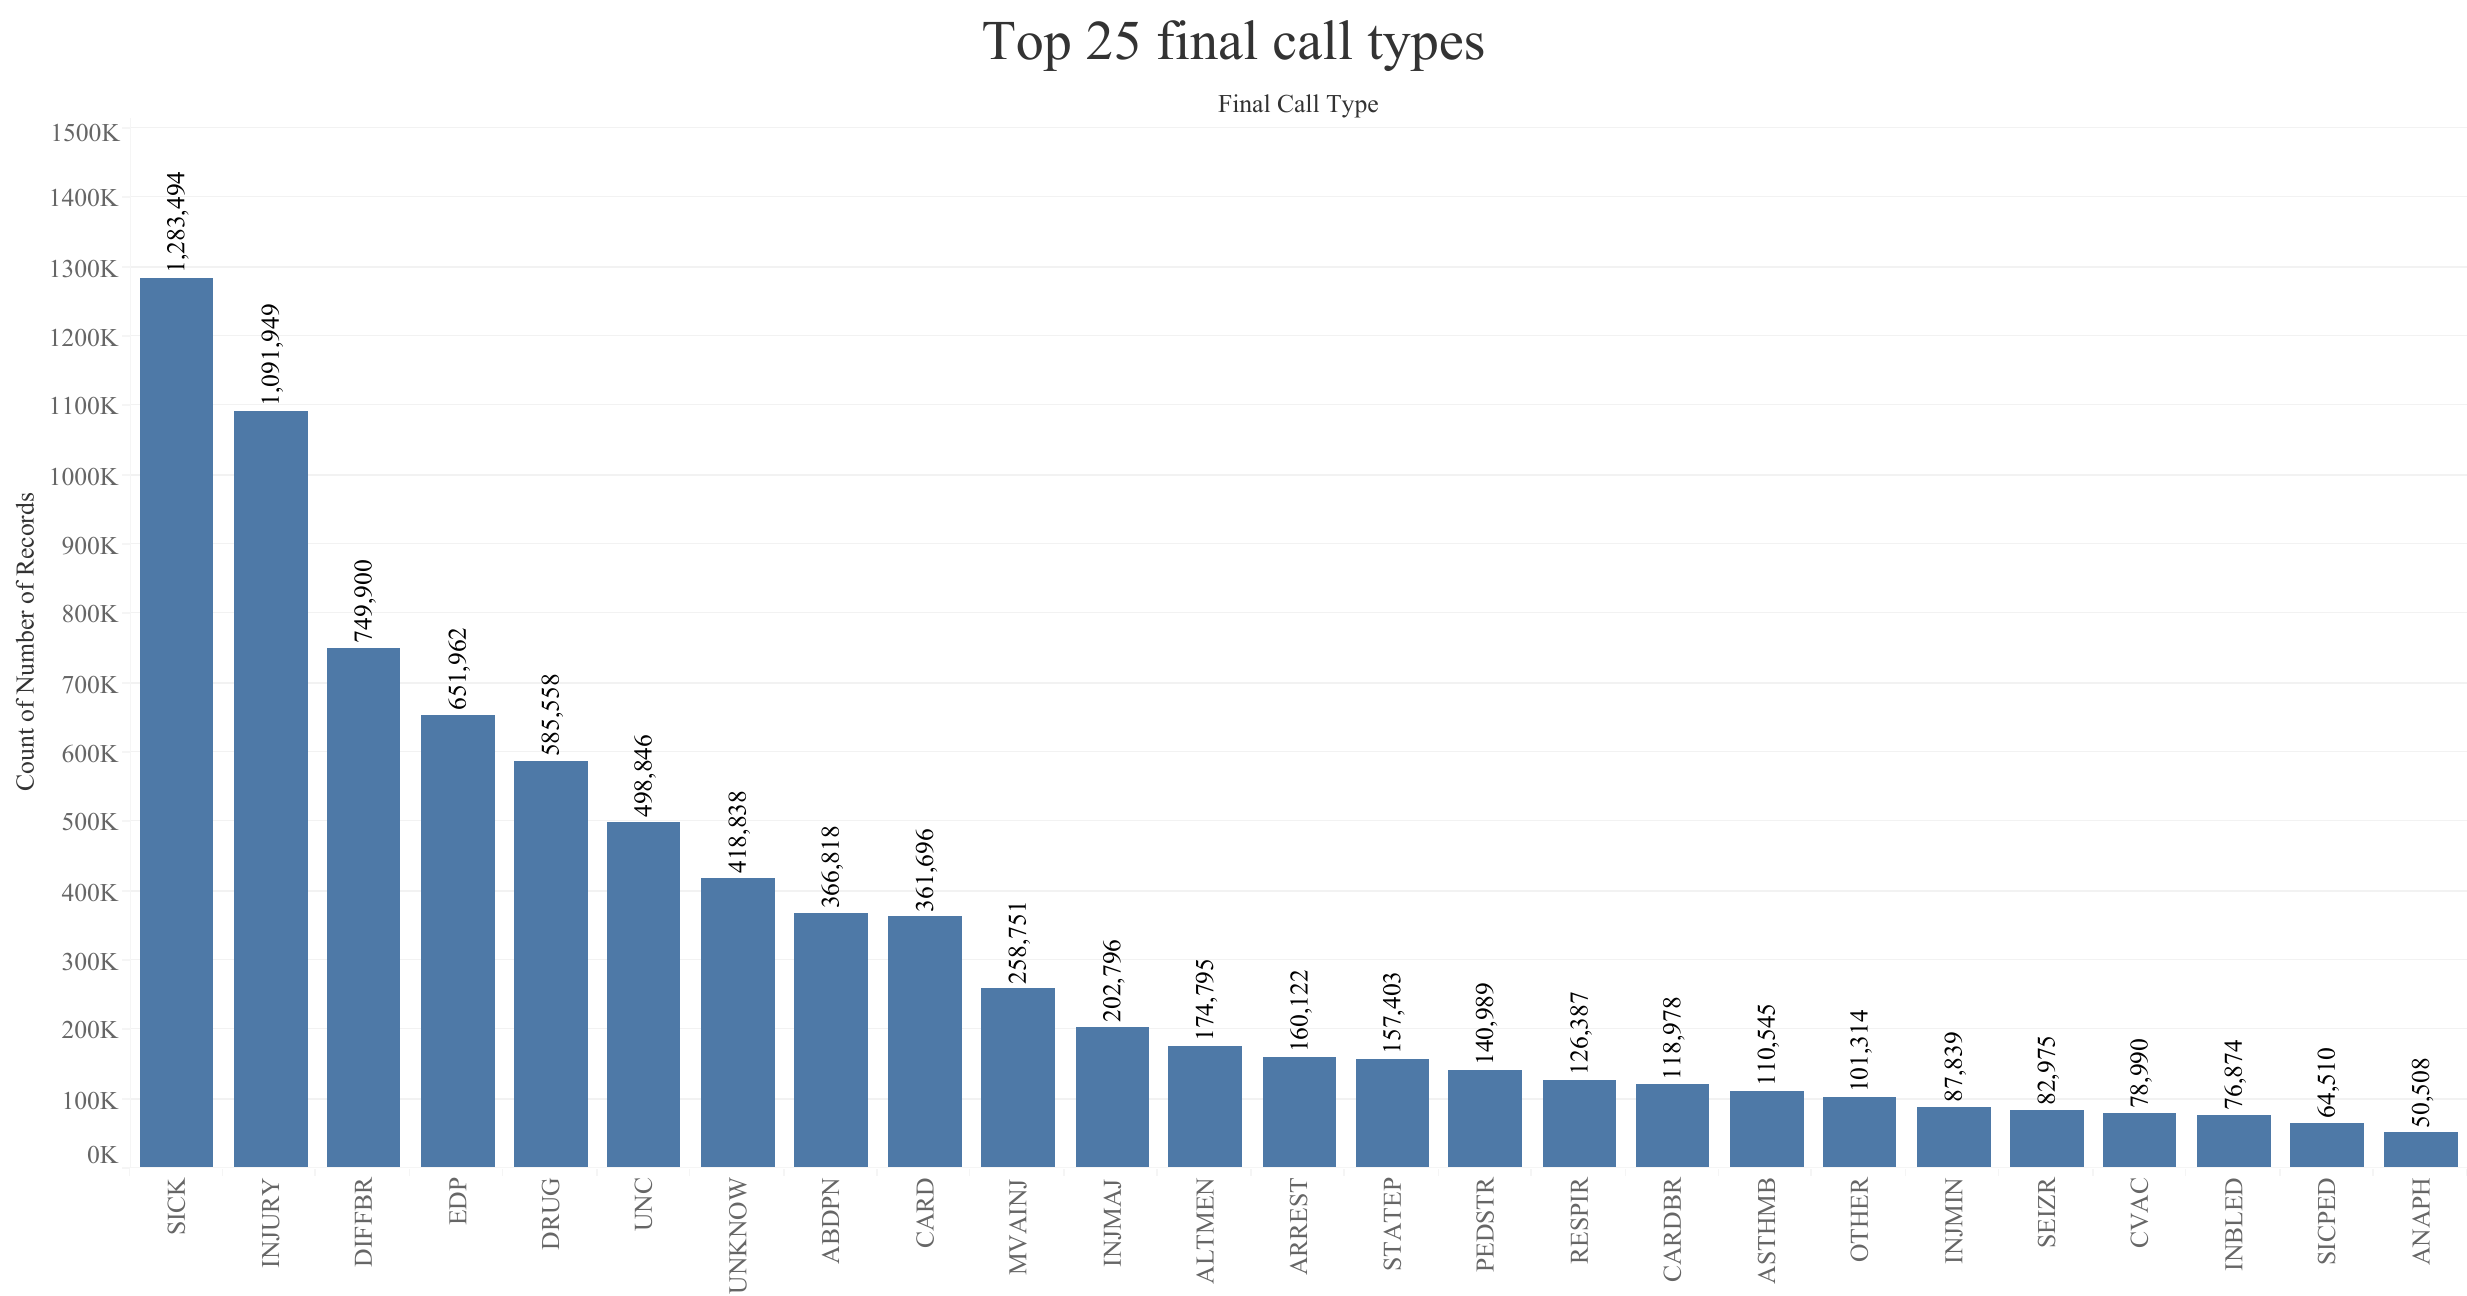 Top 25 final call types
Final Call Type
Count of Number of Records
1500K
1400K
1300K
1200K
1100K
1000K
900K
800K
700K
600K
500K
400K
300K
200K
100K
0K
1,283,494
1,091,949
749,900
651,962
585,558
498,846
418,838
366,818
361,696
258,751
202,796
174,795
160,122
157,403
140,989
126,387
118,978
110,545
101,314
87,839
82,975
78,990
76,874
64,510
50,508
SICK
INJURY
DIFFBR
EDP
DRUG
UNC
UNKNOW
ABDPN
CARD
MVAINJ
INJMAJ
ALTMEN
ARREST
STATEP
PEDSTR
RESPIR
CARDBR
ASTHMB
OTHER
INJMIN
SEIZR
CVAC
INBLED
SICPED
ANAPH